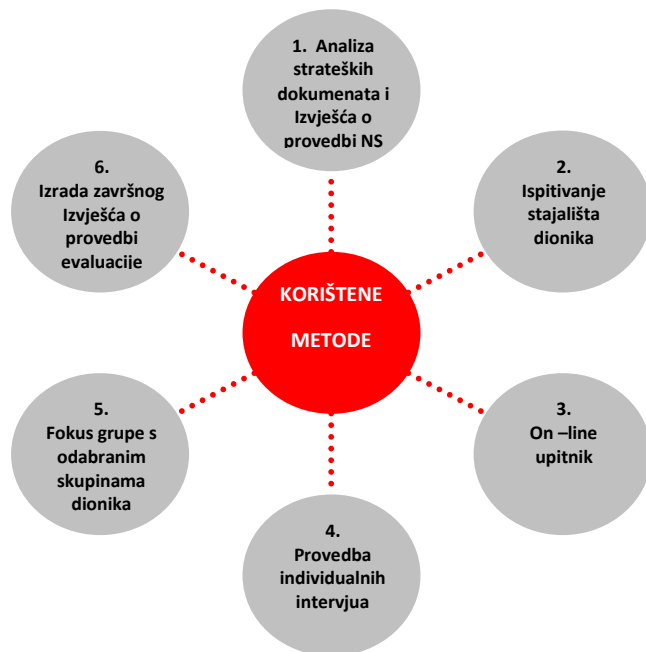 1. Analiza
strateških
dokumenata i
Izvješća o
provedbi NS
2.
Ispitivanje
stajališta
dionika
3.
On –line
upitnik
4.
Provedba
individualnih
intervjua
5.
Fokus grupe s
odabranim
skupinama
dionika
6.
Izrada završnog
Izvješća o
provedbi
evaluacije
KORIŠTENE
METODE